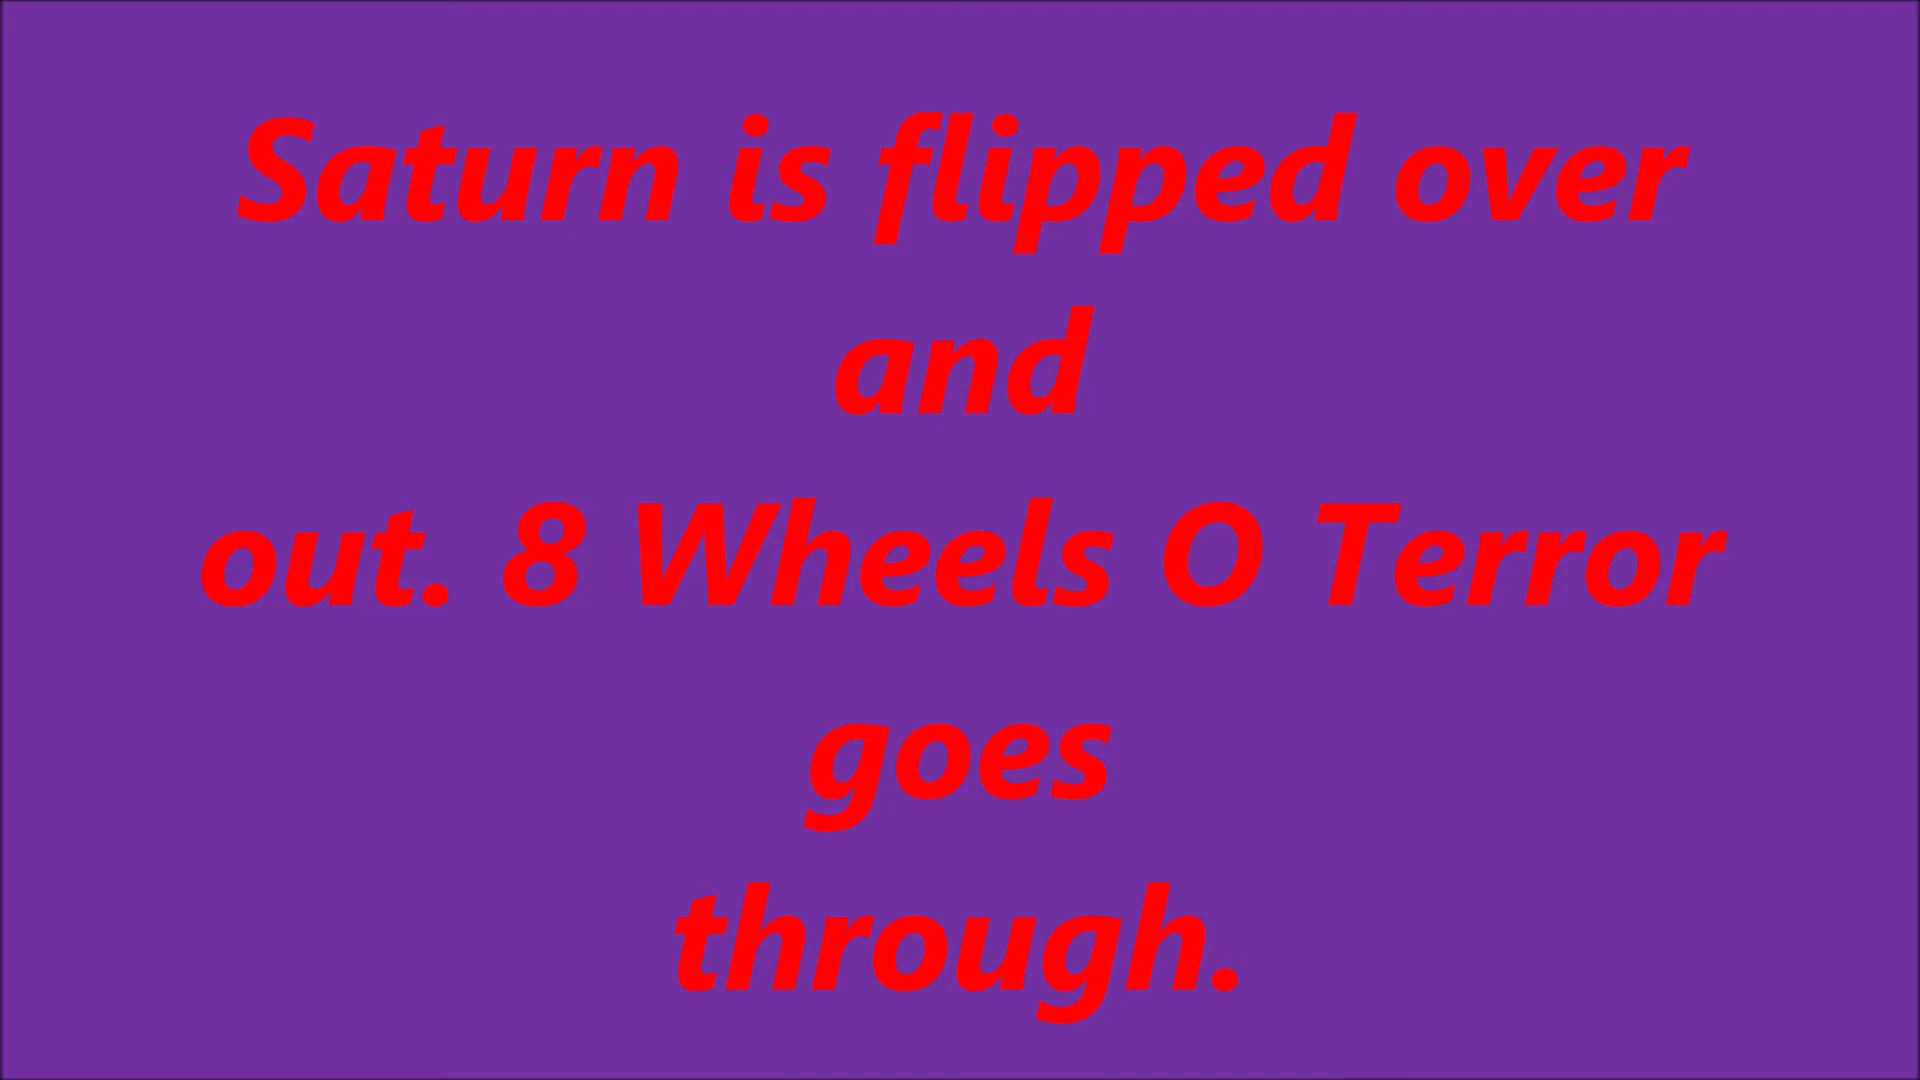 Saturn is flipped over
and
out. 8 Wheels O Terror
goes
through.